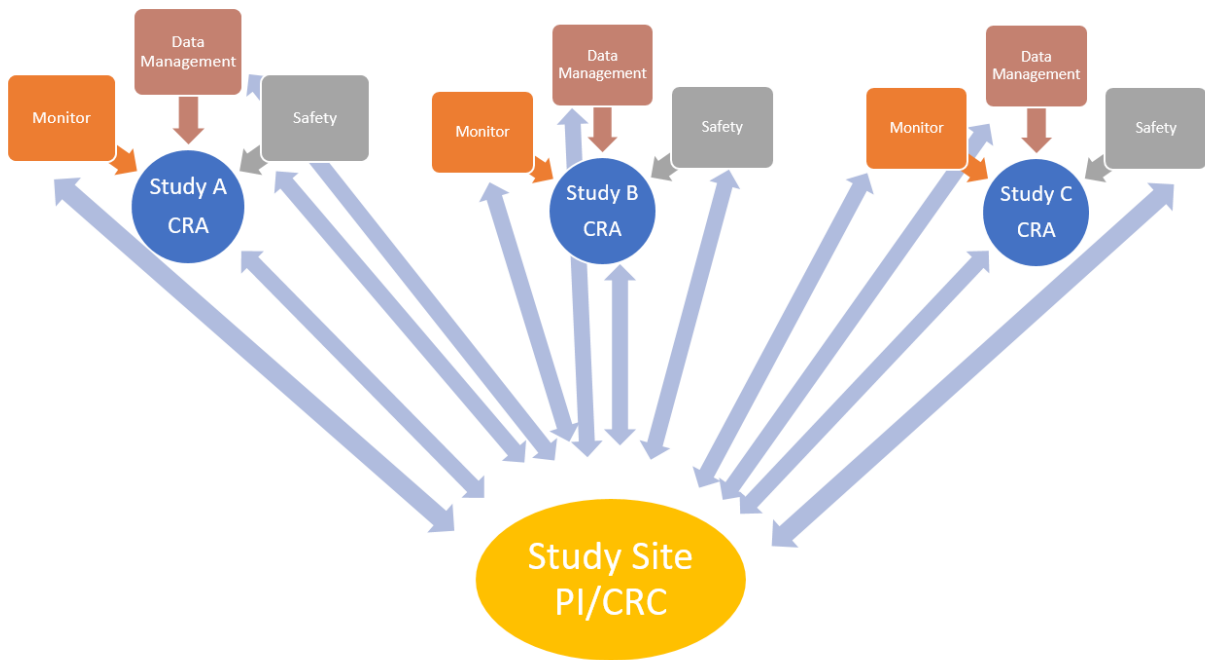 Data
Management
Monitor
Safety
Study A
CRA
Data
Management
Monitor
Safety
Study B
CRA
Data
Management
Monitor
Safety
Study C
CRA
Study Site
PI/CRC